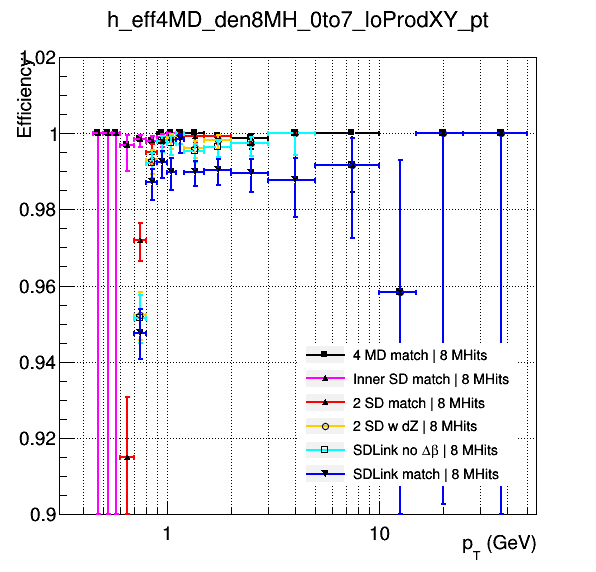 h_eff4MD_den8MH_0to7_loProdXY_pt
Efficiency
1.02
1
0.98
0.96
0.94
0.92
0.9
4 MD match | 8 MHits
Inner SD match | 8 MHits
2 SD match | 8 MHits
2 SD w dZ | 8 MHits
SDLink no Δβ | 8 MHits
SDLink match | 8 MHits
1
10
p_T (GeV)